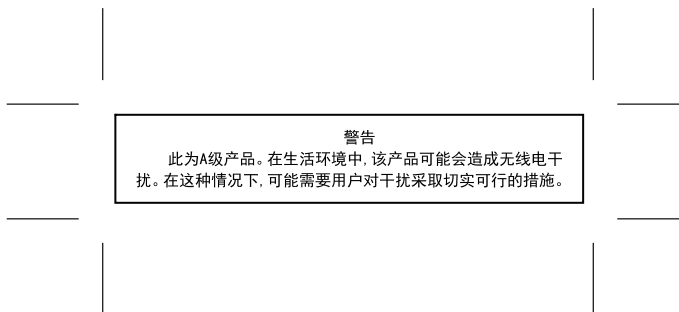 警告
此为A级产品。在生活环境中,该产品可能会造成无线电干
扰。在这种情况下,可能需要用户对干扰采取切实可行的措施。